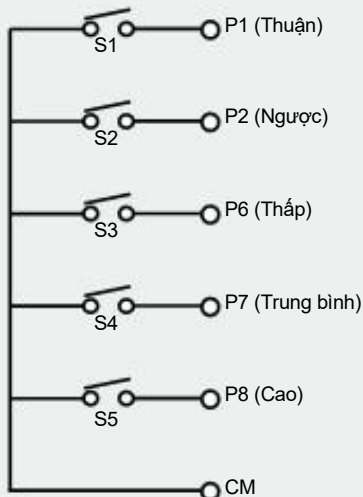 P1 (Thuận)
S1
P2 (Ngược)
S2
P6 (Thấp)
S3
P7 (Trung bình)
S4
P8 (Cao)
S5
CM